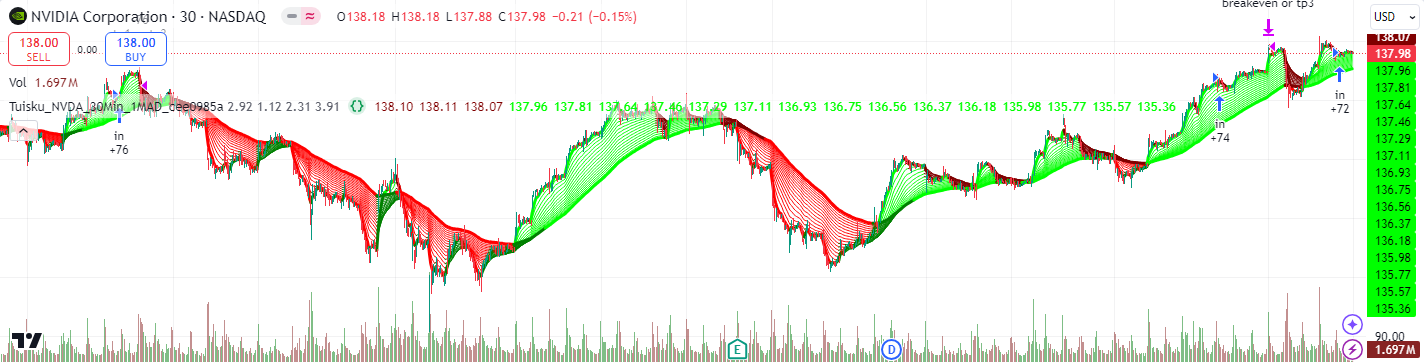 breakeven or tp3
NVIDIA Corporation · 30 · NASDAQ O138.18 H138.18 L137.88 C137.98 −0.21 (−0.15%)
USD
138.00
SELL
0.00
138.00
BUY
Vol 1.697M
Tuisku_NVDA_30Min_1MAD_dee0985a 2.92 1.12 2.31 3.91 {} 138.10 138.11 138.07 137.96 137.81 137.64 137.46 137.29 137.11 136.93 136.75 136.56 136.37 136.18 135.98 135.77 135.57 135.36
in
+76
in
+74
in
+72
138.07
137.98
137.96
137.81
137.64
137.46
137.29
137.11
136.93
136.75
136.56
136.37
136.18
135.98
135.77
135.57
135.36
90.00
1.697M
E
D